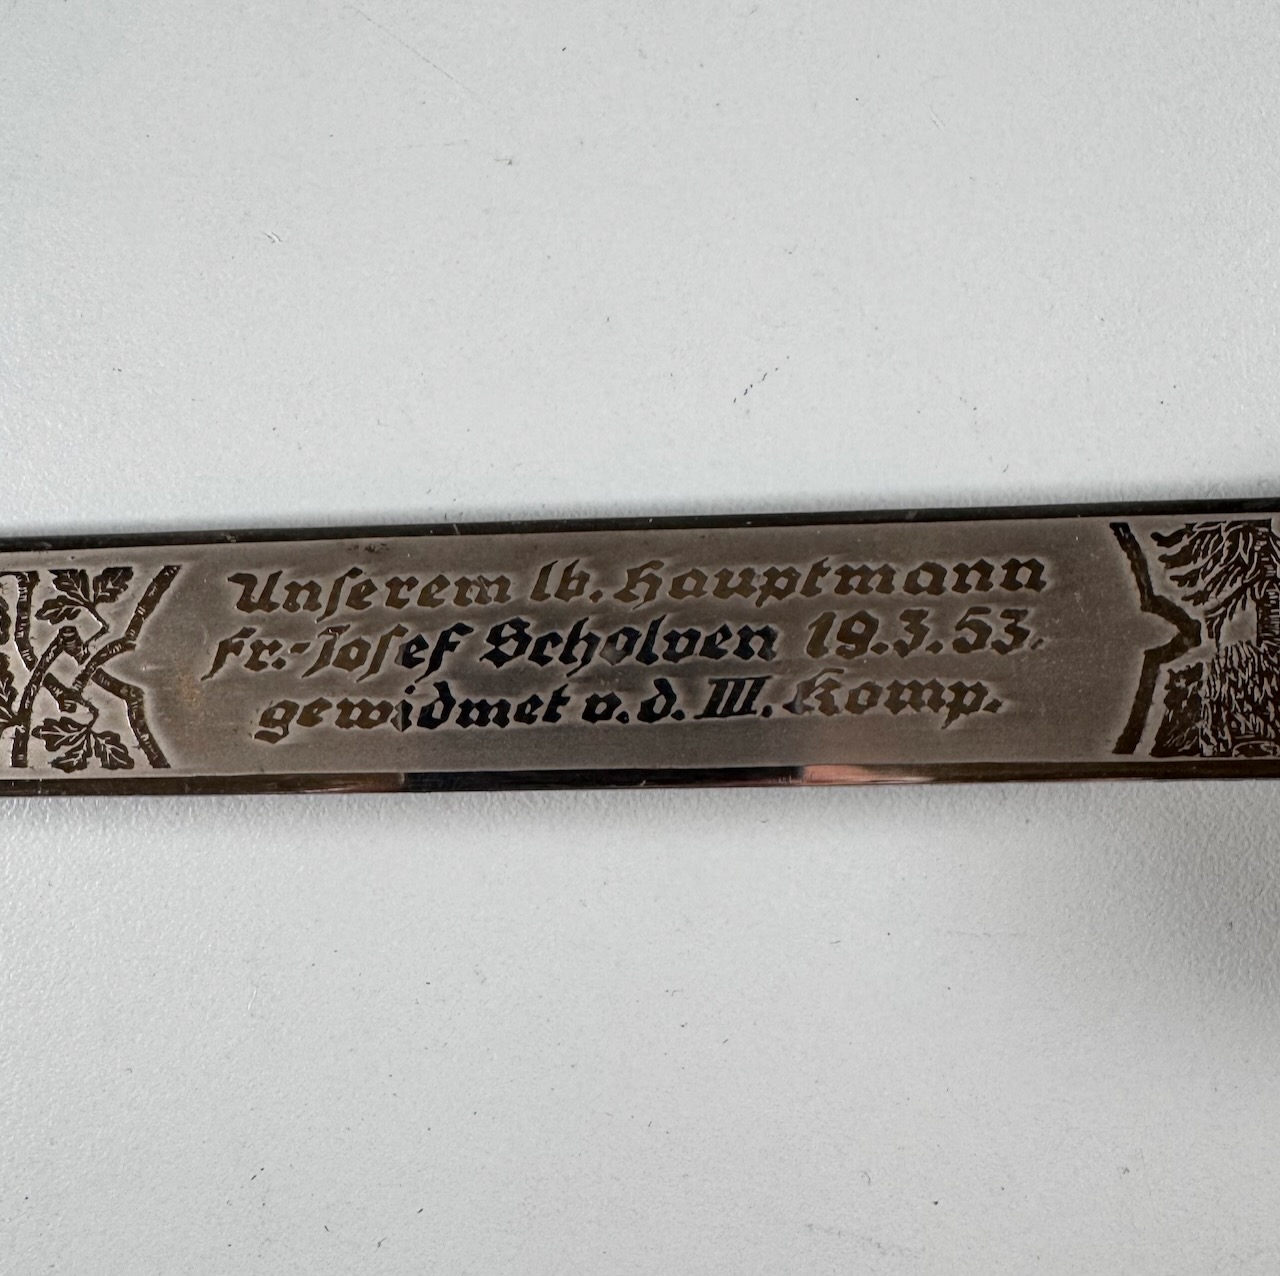 Unserem lb. Hauptmann
Fr.-Josef Scholven 19.3.53.
gewidmet v. d. III. Komp.